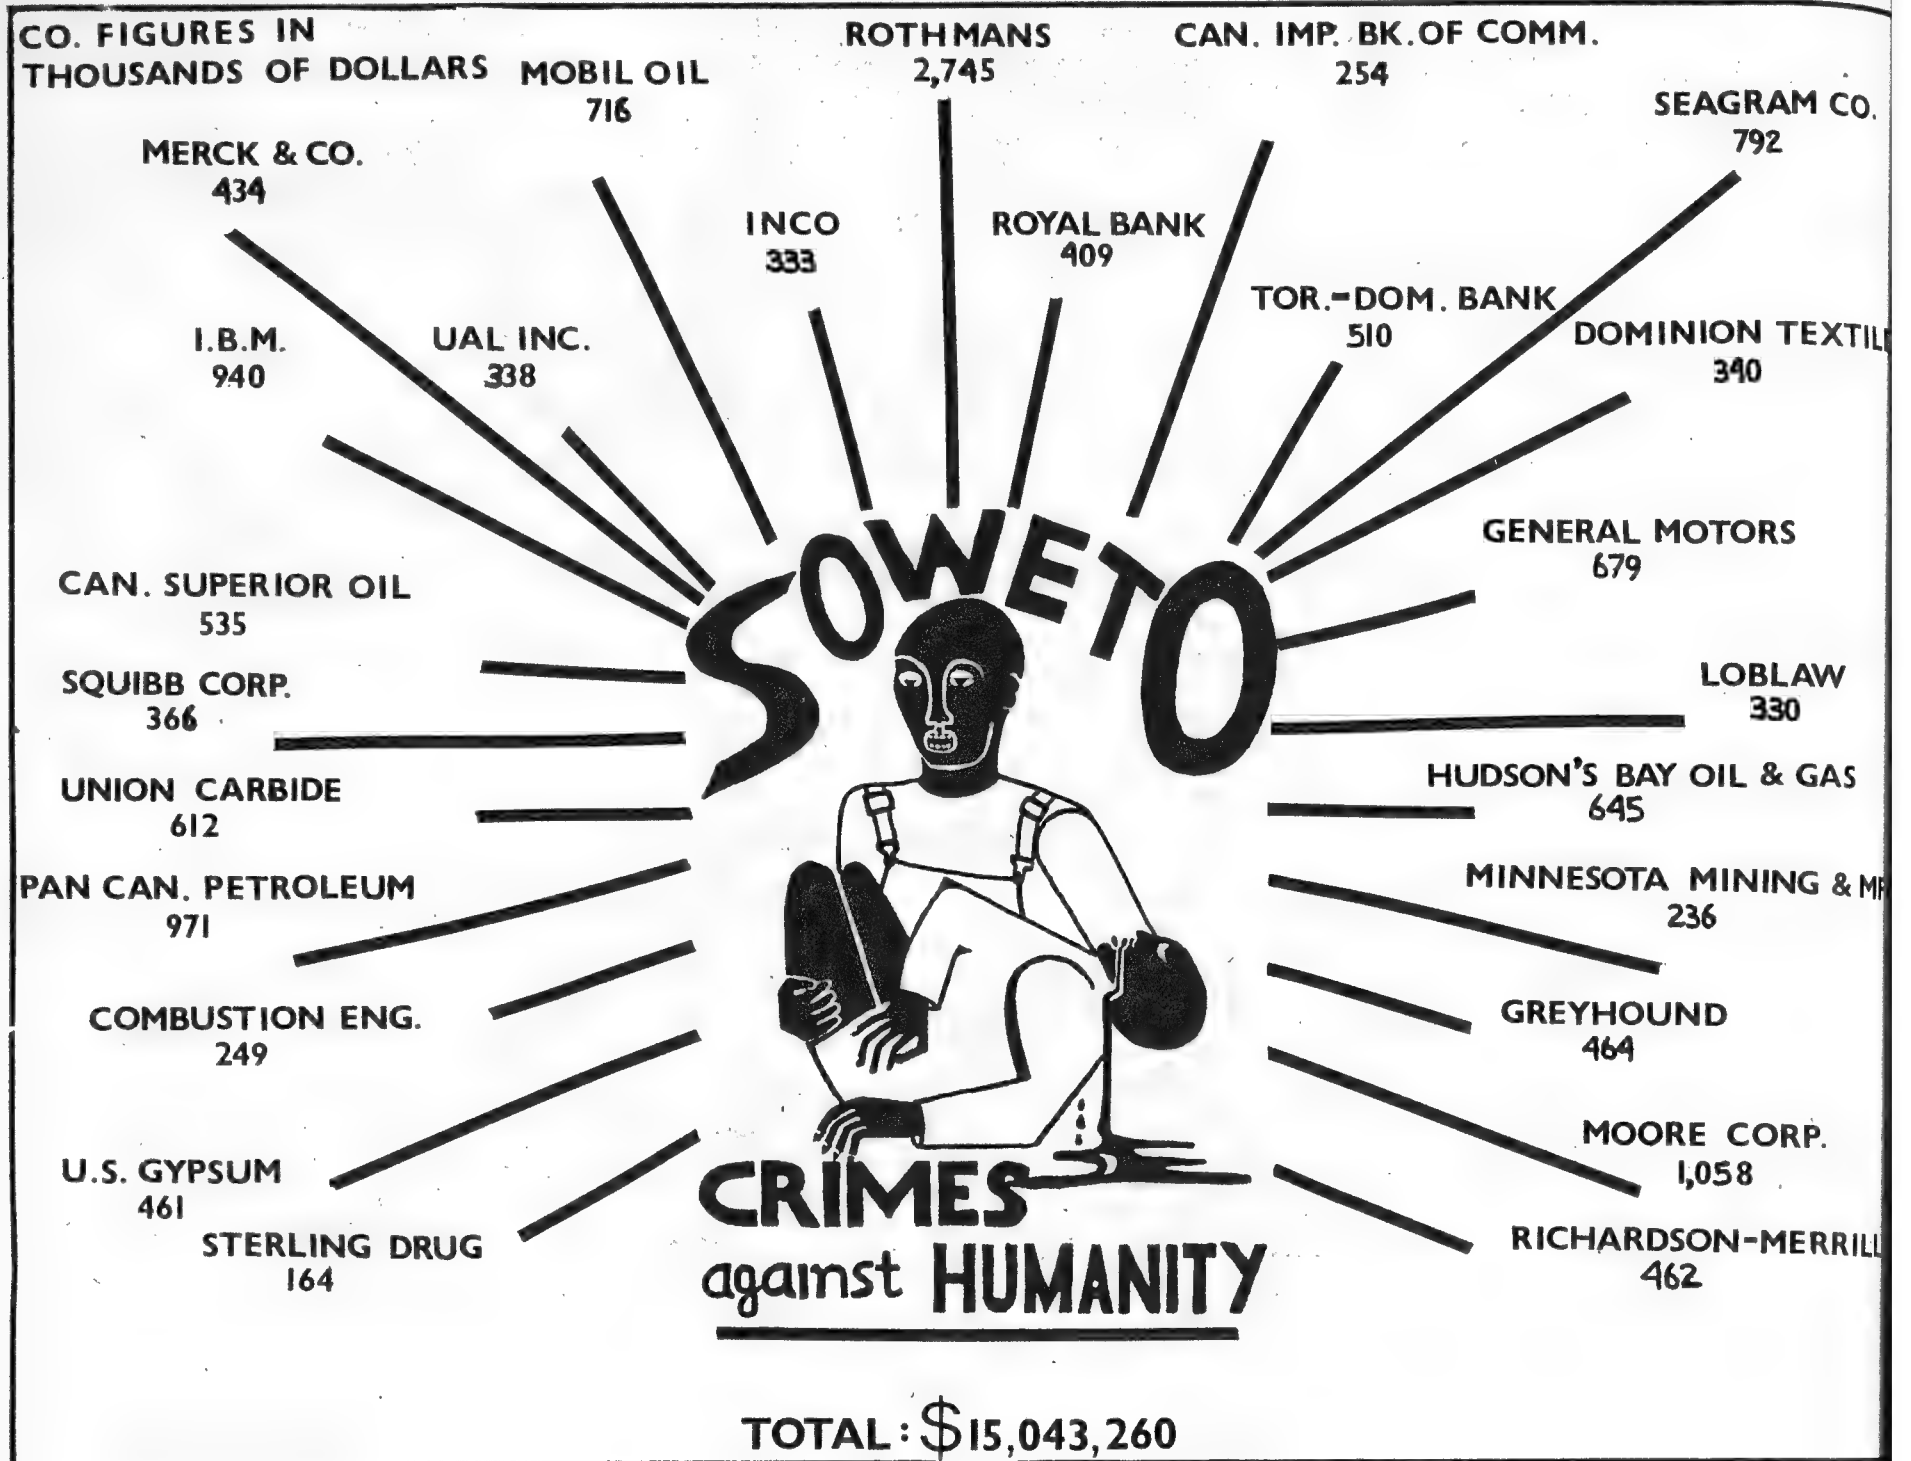 CO. FIGURES IN
THOUSANDS OF DOLLARS
MOBIL OIL
716
ROTHMANS
2,745
CAN. IMP. BK. OF COMM.
254
SEAGRAM CO.
792
MERCK & CO.
434
INCO
333
ROYAL BANK
409
TOR.-DOM. BANK
510
DOMINION TEXTIL
340
I.B.M.
940
UAL INC.
338
GENERAL MOTORS
679
SOWETO
CAN. SUPERIOR OIL
535
SQUIBB CORP.
366
LOBLAW
330
UNION CARBIDE
612
HUDSON'S BAY OIL & GAS
645
PAN CAN. PETROLEUM
971
MINNESOTA MINING &
236
COMBUSTION ENG.
249
GREYHOUND
464
U.S. GYPSUM
461
MOORE CORP.
1,058
STERLING DRUG
164
RICHARDSON-MERRILL
462
CRIMES
against HUMANITY
TOTAL: $15,043,260